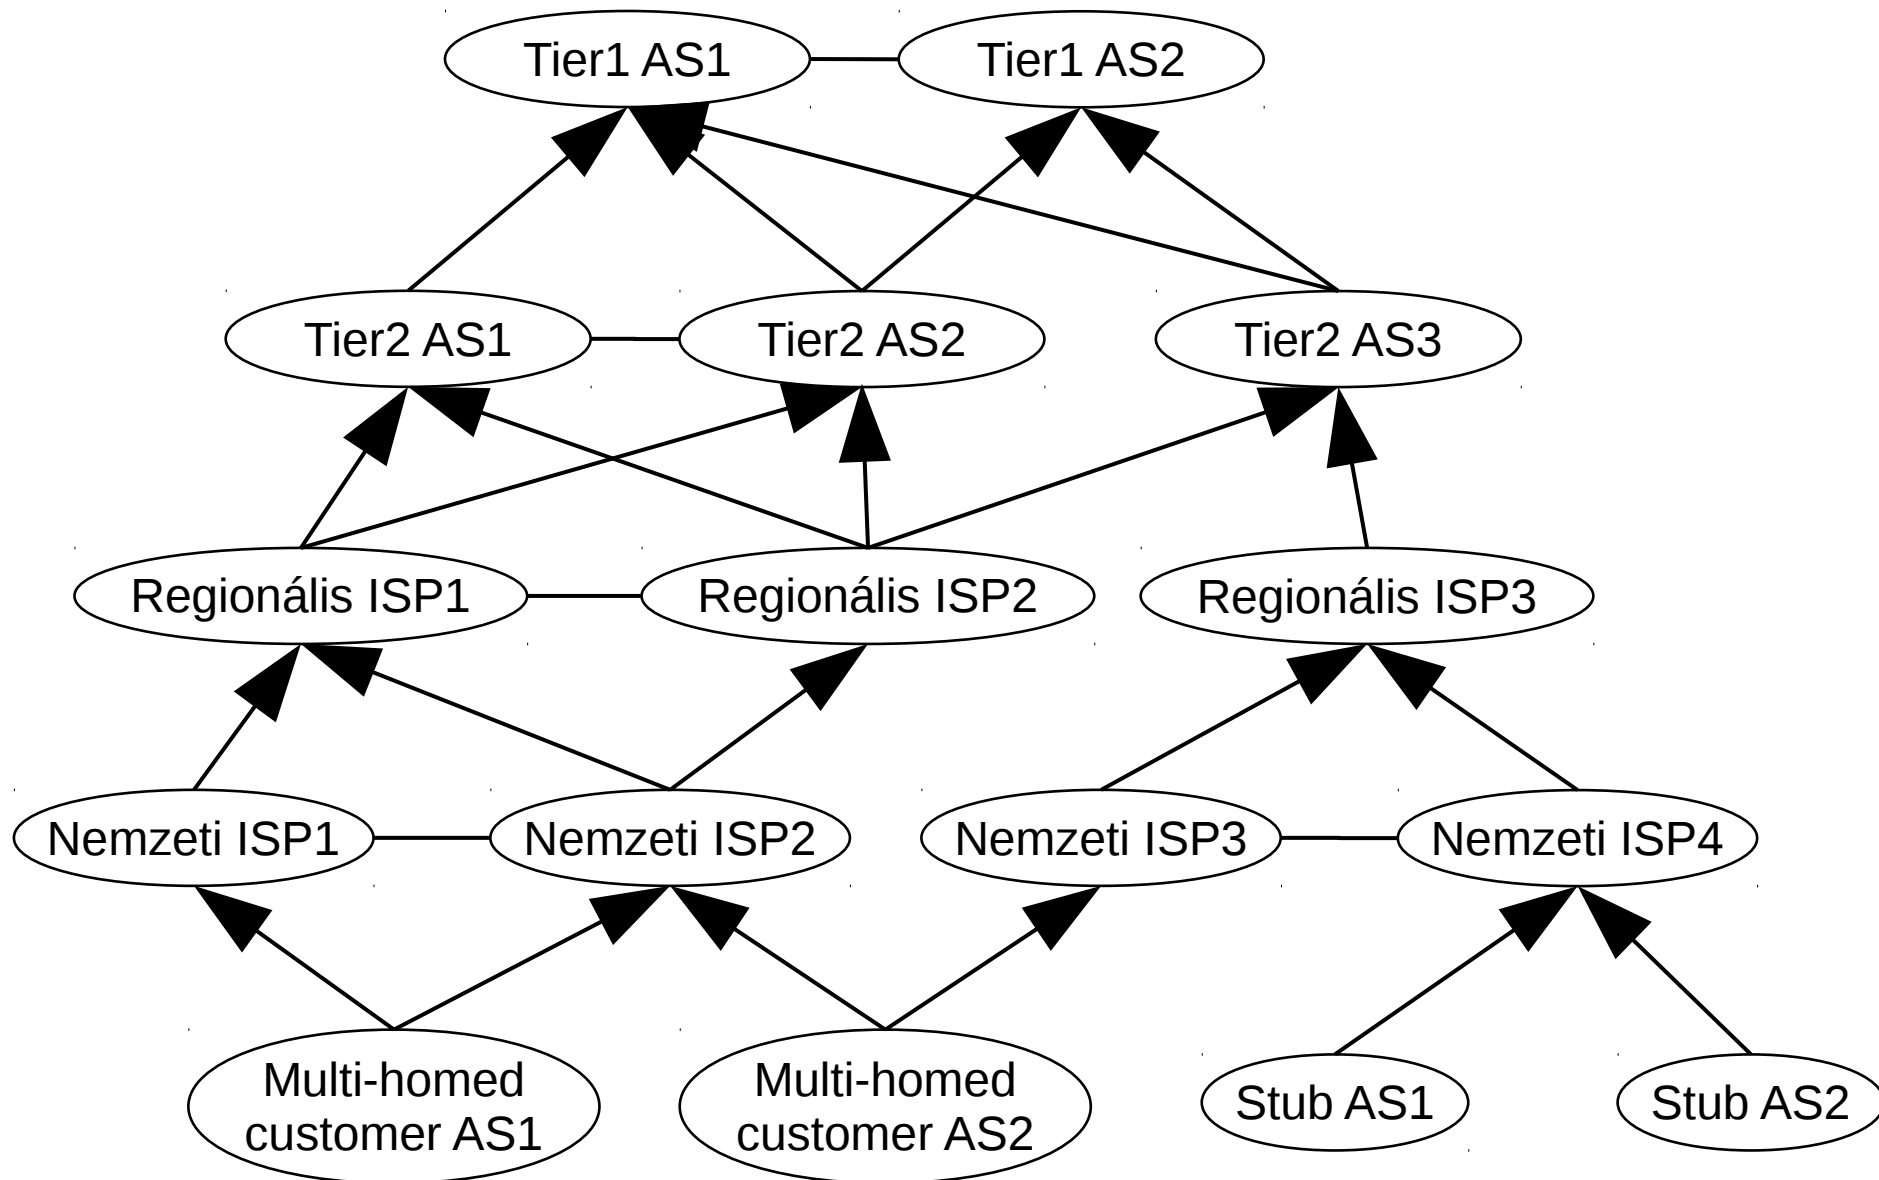 Tier1 AS1
Tier1 AS2
Tier2 AS1
Tier2 AS2
Tier2 AS3
Regionális ISP1
Regionális ISP2
Regionális ISP3
Nemzeti ISP1
Nemzeti ISP2
Nemzeti ISP3
Nemzeti ISP4
Multi-homed
customer AS1
Multi-homed
customer AS2
Stub AS1
Stub AS2